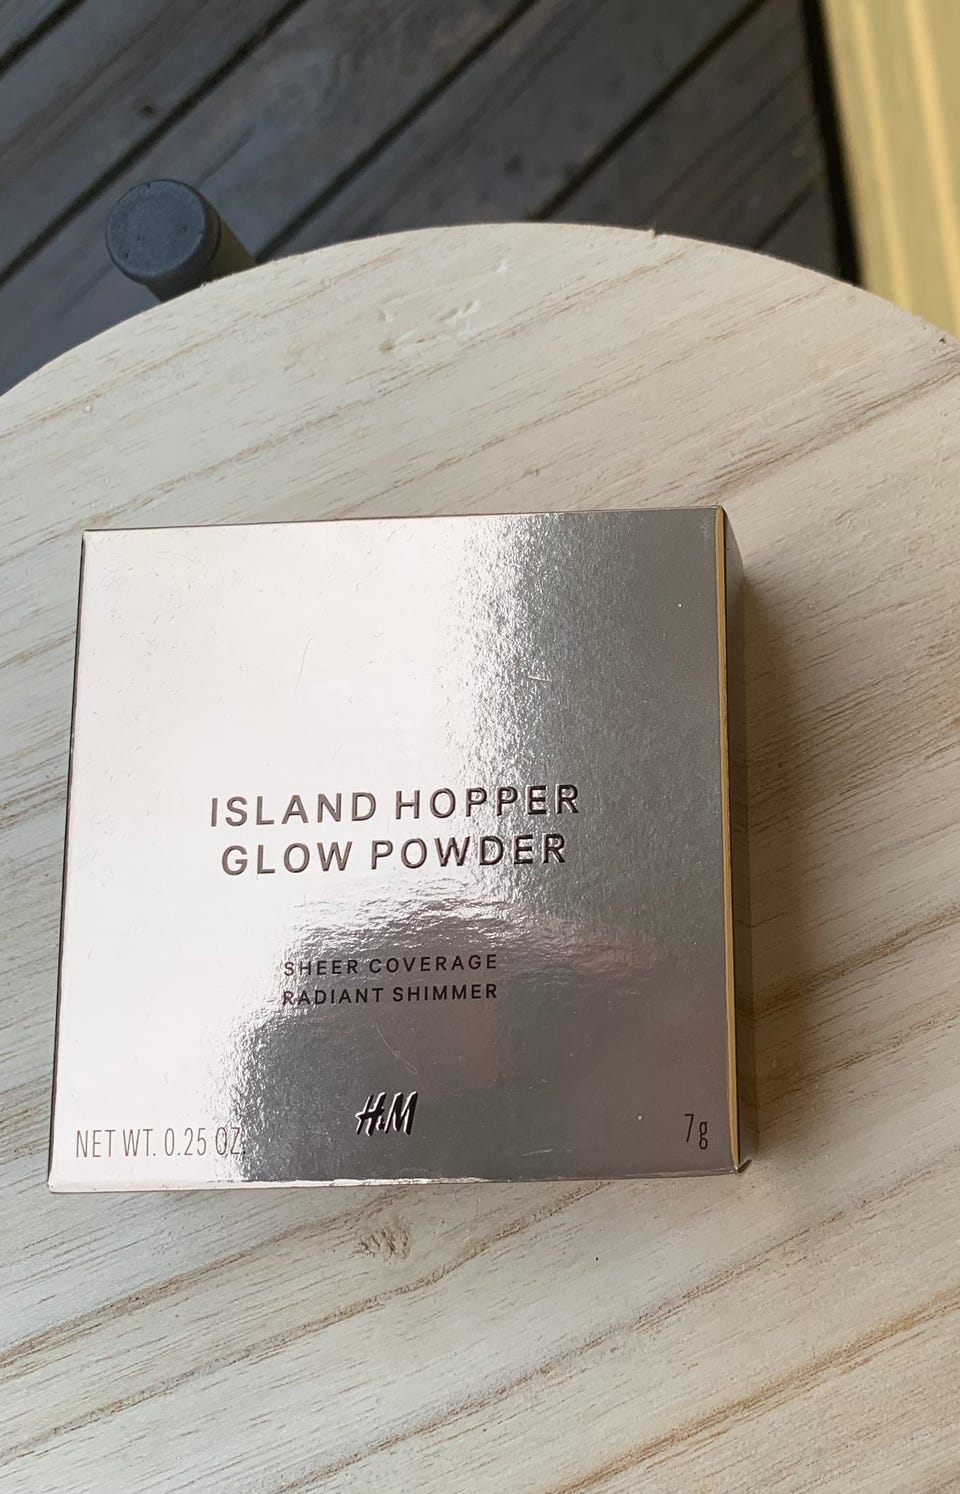 ISLAND HOPPER
GLOW POWDER
SHEER COVERAGE
RADIANT SHIMMER
H&M
NET WT. 0.25 OZ. 7g